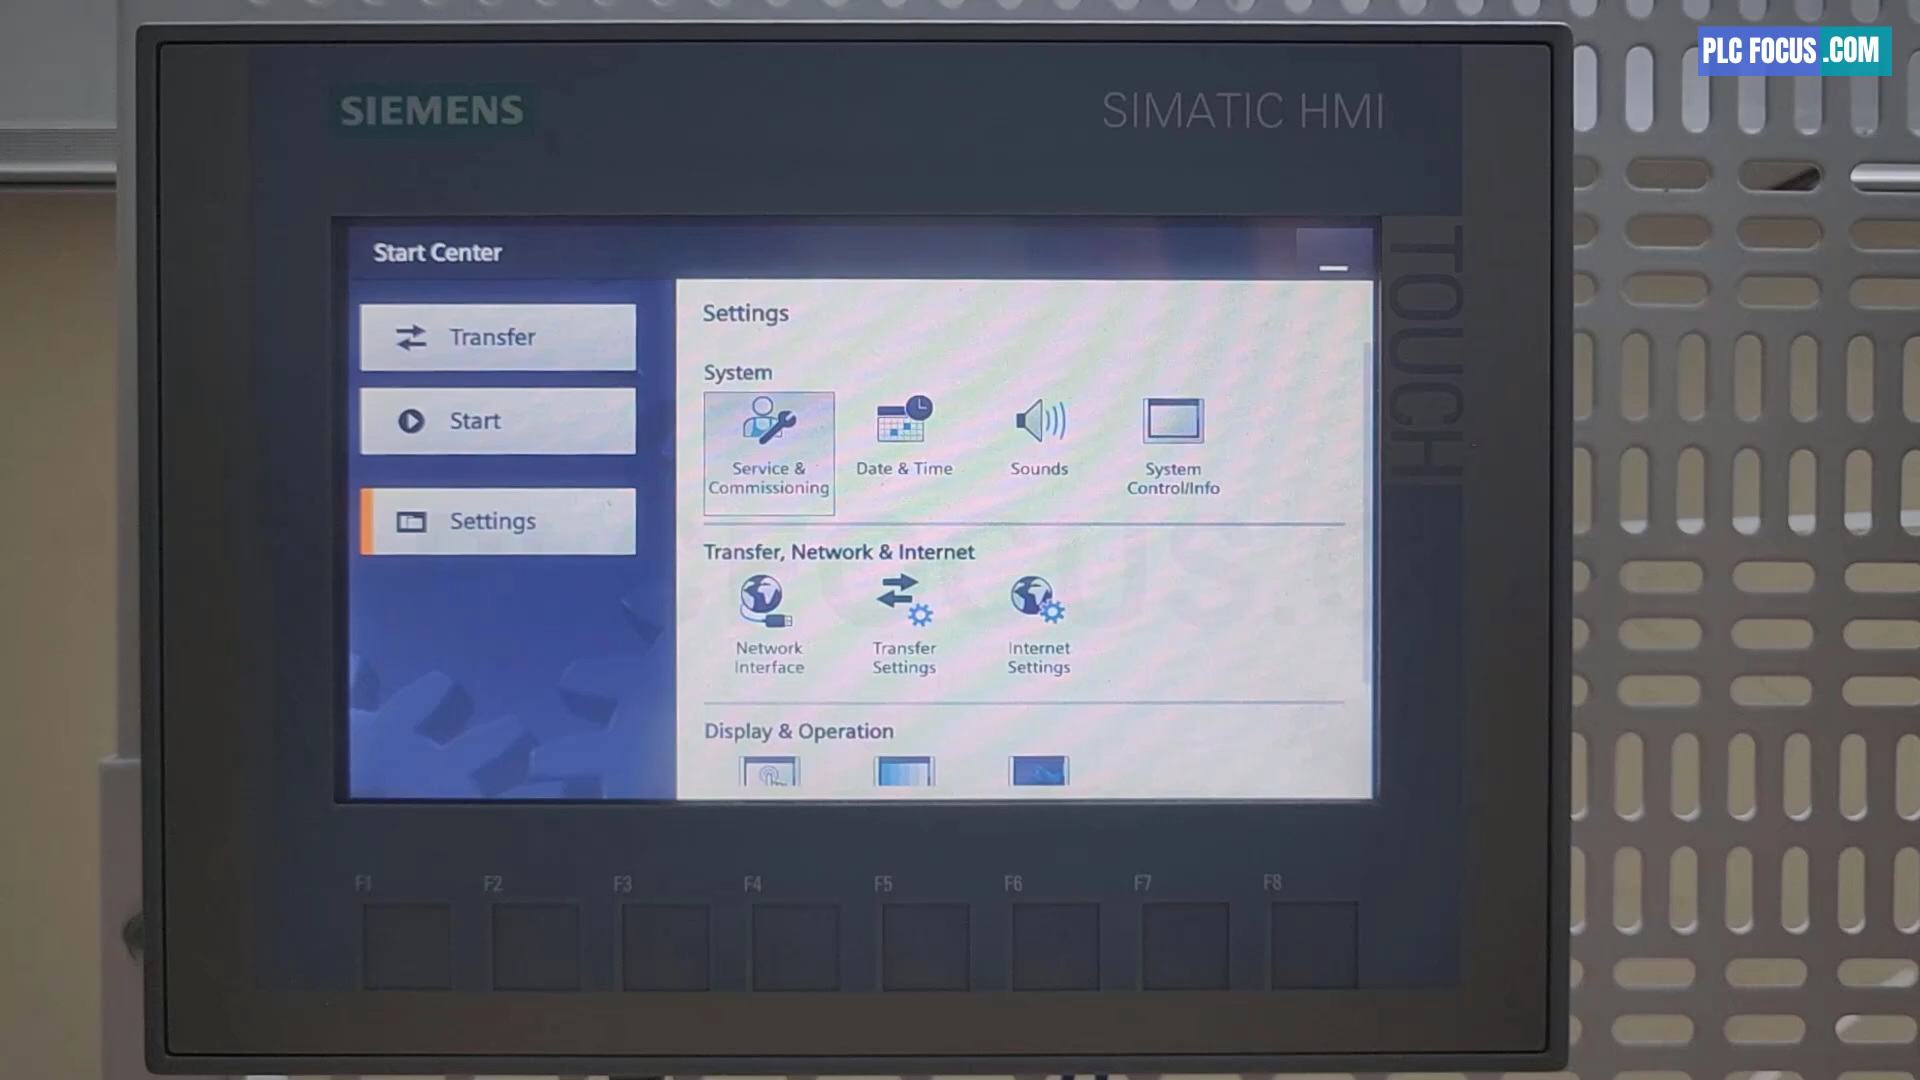 PLC FOCUS .COM
SIEMENS
SIMATIC HMI
TOUCH
Start Center
Transfer
Start
Settings
Settings
System
Service &
Commissioning
Date & Time
Sounds
System
Control/Info
Transfer, Network & Internet
Network
Interface
Transfer
Settings
Internet
Settings
Display & Operation
F1 F2 F3 F4 F5 F6 F7 F8